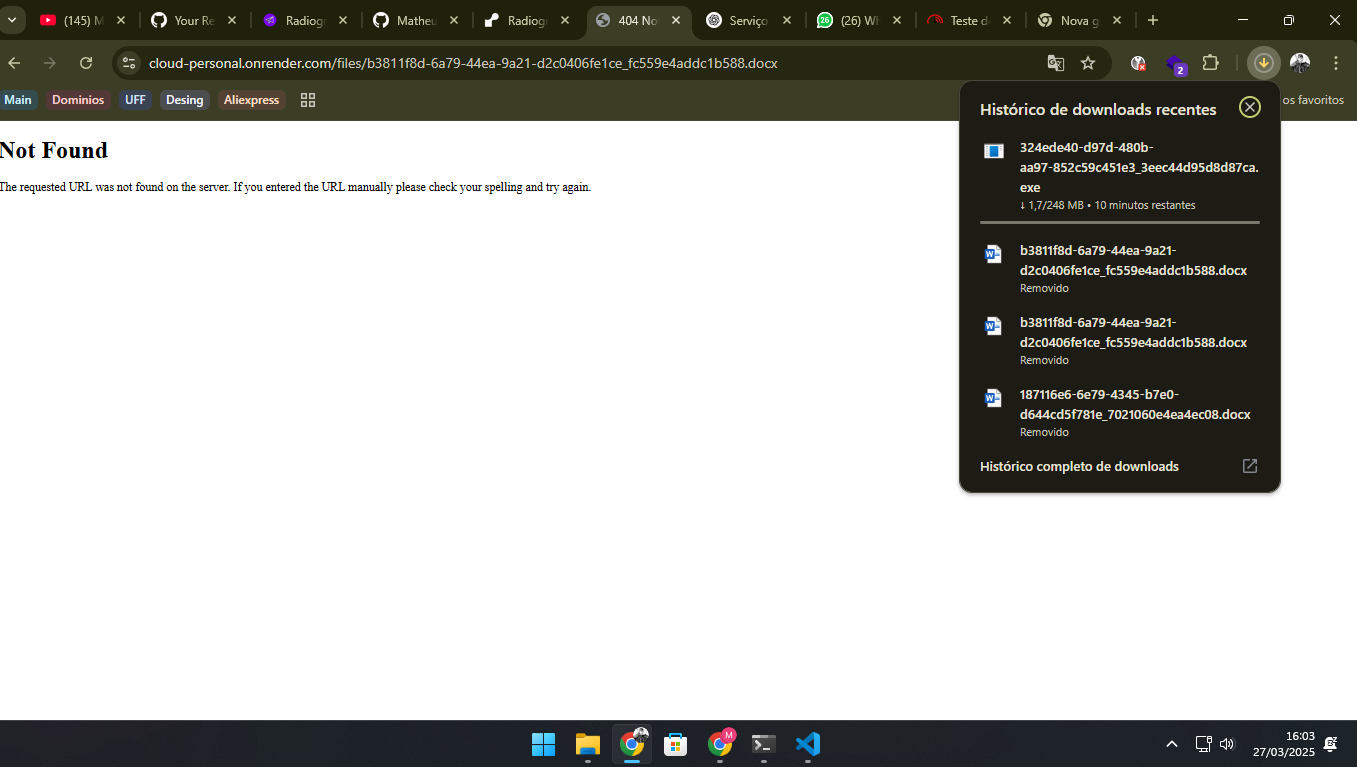 (145) M
Your Re
Radiogr
Matheu
Radiogr
404 No
Serviço
(26) Wh
Teste d
Nova g
cloud-personal.onrender.com/files/b3811f8d-6a79-44ea-9a21-d2c0406fe1ce_fc559e4addc1b588.docx
2
Main
Dominios
UFF
Desing
Aliexpress
os favoritos
Not Found
The requested URL was not found on the server. If you entered the URL manually please check your spelling and try again.
Histórico de downloads recentes
324ede40-d97d-480b-
aa97-852c59c451e3_3eec44d95d8d87ca.
exe
↓ 1,7/248 MB • 10 minutos restantes
b3811f8d-6a79-44ea-9a21-
d2c0406fe1ce_fc559e4addc1b588.docx
Removido
b3811f8d-6a79-44ea-9a21-
d2c0406fe1ce_fc559e4addc1b588.docx
Removido
187116e6-6e79-4345-b7e0-
d644cd5f781e_7021060e4ea4ec08.docx
Removido
Histórico completo de downloads
M
16:03
27/03/2025